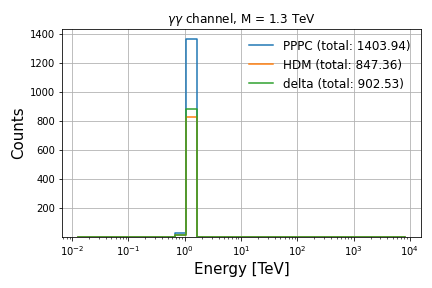 γγ channel, M = 1.3 TeV
Counts
1400
1200
1000
800
600
400
200
PPPC (total: 1403.94)
HDM (total: 847.36)
delta (total: 902.53)
10⁻² 10⁻¹ 10⁰ 10¹ 10² 10³ 10⁴
Energy [TeV]